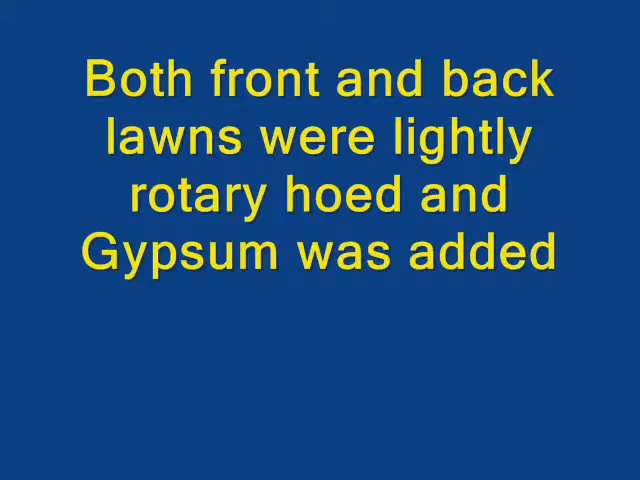 Both front and back
lawns were lightly
rotary hoed and
Gypsum was added